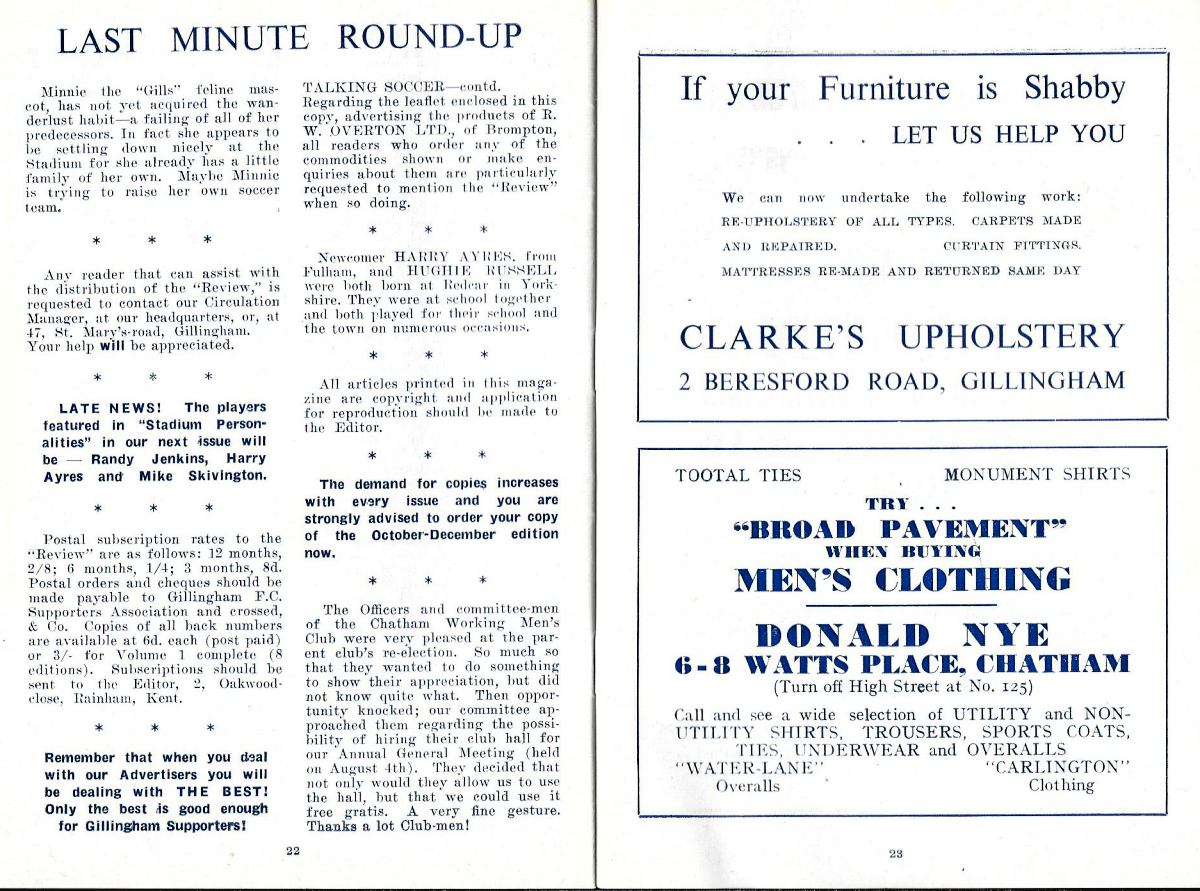 LAST MINUTE ROUND-UP
Minnie the "Gills" feline mas-
cot, has not yet acquired the wan-
derlust habit—a failing of all of her
predecessors. In fact she appears to
be settling down nicely at the
Stadium for she already has a little
family of her own. Maybe Minnie
is trying to raise her own soccer
team.
* * *
Any reader that can assist with
the distribution of the "Review," is
requested to contact our Circulation
Manager, at our headquarters, or, at
47, St. Mary's-road, Gillingham.
Your help will be appreciated.
* * *
LATE NEWS! The players
featured in "Stadium Person-
alities" in our next issue will
be — Randy Jenkins, Harry
Ayres and Mike Skivington.
* * *
Postal subscription rates to the
"Review" are as follows: 12 months,
2/8; 6 months, 1/4; 3 months, 8d.
Postal orders and cheques should be
made payable to Gillingham F.C.
Supporters Association and crossed,
& Co. Copies of all back numbers
are available at 6d. each (post paid)
or 3/- for Volume 1 complete (8
editions). Subscriptions should be
sent to the Editor, 2, Oakwood-
close, Rainham, Kent.
* * *
Remember that when you deal
with our Advertisers you will
be dealing with THE BEST!
Only the best is good enough
for Gillingham Supporters!
TALKING SOCCER—contd.
Regarding the leaflet enclosed in this
copy, advertising the products of R.
W. OVERTON LTD., of Brompton,
all readers who order any of the
commodities shown or make en-
quiries about them are particularly
requested to mention the "Review"
when so doing.
* * *
Newcomer HARRY AYRES, from
Fulham, and HUGHIE RUSSELL
were both born at Redcar in York-
shire. They were at school together
and both played for their school and
the town on numerous occasions.
* * *
All articles printed in this maga-
zine are copyright and application
for reproduction should be made to
the Editor.
* * *
The demand for copies increases
with every issue and you are
strongly advised to order your copy
of the October-December edition
now.
* * *
The Officers and committee-men
of the Chatham Working Men's
Club were very pleased at the par-
ent club's re-election. So much so
that they wanted to do something
to show their appreciation, but did
not know quite what. Then oppor-
tunity knocked; our committee ap-
proached them regarding the possi-
bility of hiring their club hall for
our Annual General Meeting (held
on August 4th). They decided that
not only would they allow us to use
the hall, but that we could use it
free gratis. A very fine gesture.
Thanks a lot Club-men!
22
If your Furniture is Shabby
. . . LET US HELP YOU
We can now undertake the following work:
RE-UPHOLSTERY OF ALL TYPES. CARPETS MADE
AND REPAIRED. CURTAIN FITTINGS.
MATTRESSES RE-MADE AND RETURNED SAME DAY
CLARKE'S UPHOLSTERY
2 BERESFORD ROAD, GILLINGHAM
TOOTAL TIES MONUMENT SHIRTS
TRY . . .
"BROAD PAVEMENT"
WHEN BUYING
MEN'S CLOTHING
DONALD NYE
6-8 WATTS PLACE, CHATHAM
(Turn off High Street at No. 125)
Call and see a wide selection of UTILITY and NON-
UTILITY SHIRTS, TROUSERS, SPORTS COATS,
TIES, UNDERWEAR and OVERALLS
"WATER-LANE" "CARLINGTON"
Overalls Clothing
23